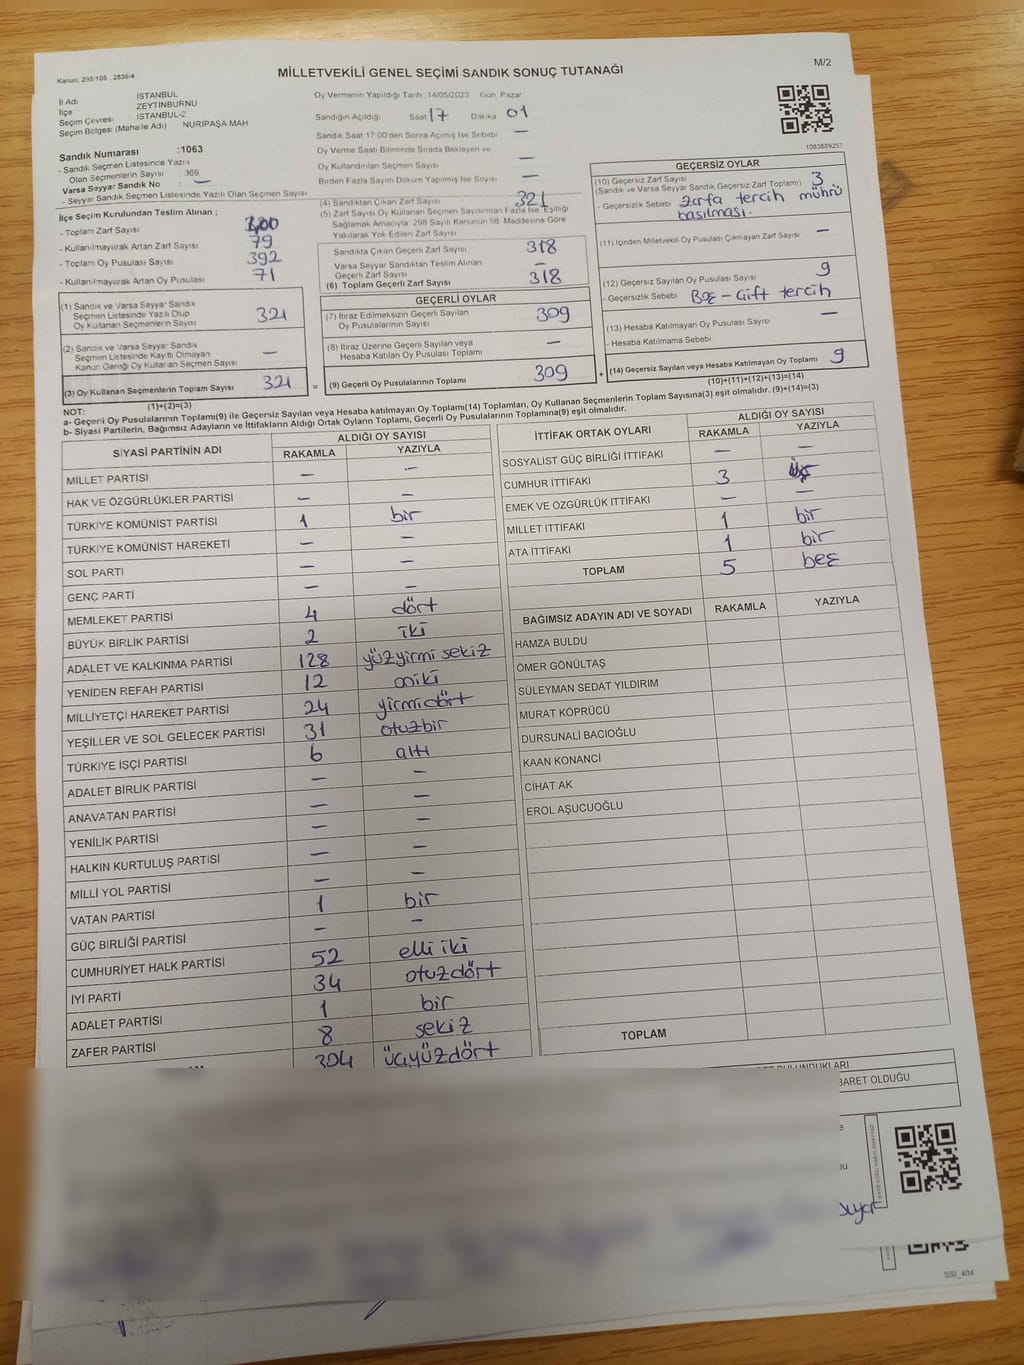 Kanun: 298/105 , 2839/4
MİLLETVEKİLİ GENEL SEÇİMİ SANDIK SONUÇ TUTANAĞI
M/2
İl Adı İSTANBUL
İlçe ZEYTİNBURNU
Seçim Çevresi İSTANBUL-2
Seçim Bölgesi (Mahalle Adı) NURİPAŞA MAH
Sandık Numarası :1063
- Sandık Seçmen Listesinde Yazılı
Olan Seçmenlerin Sayısı 369
Varsa Seyyar Sandık No : —
- Seyyar Sandık Seçmen Listesinde Yazılı Olan Seçmen Sayısı
İlçe Seçim Kurulundan Teslim Alınan ;
- Toplam Zarf Sayısı 400
- Kullanılmayarak Artan Zarf Sayısı 79
- Toplam Oy Pusulası Sayısı 392
- Kullanılmayarak Artan Oy Pusulası 71
(1) Sandık ve Varsa Seyyar Sandık
Seçmen Listesinde Yazılı Olup
Oy Kullanan Seçmenlerin Sayısı 321
(2) Sandık ve Varsa Seyyar Sandık
Seçmen Listesinde Kayıtlı Olmayan
Kanun Gereği Oy Kullanan Seçmen Sayısı —
(3) Oy Kullanan Seçmenlerin Toplam Sayısı 321
(1)+(2)=(3)
Oy Vermenin Yapıldığı Tarih :14/05/2023 Gün: Pazar
Sandığın Açıldığı Saat 17 Dakika 01
Sandık Saat 17:00'den Sonra Açılmış İse Sebebi —
Oy Verme Saati Bitiminde Sırada Bekleyen ve
Oy Kullandırılan Seçmen Sayısı —
Birden Fazla Sayım Döküm Yapılmış İse Sayısı —
(4) Sandıktan Çıkan Zarf Sayısı 321
(5) Zarf Sayısı Oy Kullanan Seçmen Sayısından Fazla İse, Eşitliği
Sağlamak Amacıyla 298 Sayılı Kanunun 98. Maddesine Göre
Yakılarak Yok Edilen Zarf Sayısı
Sandıkta Çıkan Geçerli Zarf Sayısı 318
Varsa Seyyar Sandıktan Teslim Alınan
Geçerli Zarf Sayısı —
(6) Toplam Geçerli Zarf Sayısı 318
GEÇERLİ OYLAR
(7) İtiraz Edilmeksizin Geçerli Sayılan
Oy Pusulalarının Sayısı 309
(8) İtiraz Üzerine Geçerli Sayılan veya
Hesaba Katılan Oy Pusulası Toplamı —
= (9) Geçerli Oy Pusulalarının Toplamı 309 +
1083689257
GEÇERSİZ OYLAR
(10) Geçersiz Zarf Sayısı 3
(Sandık ve Varsa Seyyar Sandık Geçersiz Zarf Toplamı)
- Geçersizlik Sebebi Zarfa tercih mührü
basılması.
(11) İçinden Milletvekili Oy Pusulası Çıkmayan Zarf Sayısı —
(12) Geçersiz Sayılan Oy Pusulası Sayısı 9
- Geçersizlik Sebebi Boş - Çift tercih
(13) Hesaba Katılmayan Oy Pusulası Sayısı —
- Hesaba Katılmama Sebebi
(14) Geçersiz Sayılan veya Hesaba Katılmayan Oy Toplamı 9
(10)+(11)+(12)+(13)=(14)
NOT:
a- Geçerli Oy Pusulalarının Toplamı(9) ile Geçersiz Sayılan veya Hesaba katılmayan Oy Toplamı(14) Toplamları, Oy Kullanan Seçmenlerin Toplam Sayısına(3) eşit olmalıdır. (9)+(14)=(3)
b- Siyasi Partilerin, Bağımsız Adayların ve İttifakların Aldığı Ortak Oyların Toplamı, Geçerli Oy Pusulalarının Toplamına(9) eşit olmalıdır.
SİYASİ PARTİNİN ADI ALDIĞI OY SAYISI
RAKAMLA YAZIYLA
MİLLET PARTİSİ — —
HAK VE ÖZGÜRLÜKLER PARTİSİ — —
TÜRKİYE KOMÜNİST PARTİSİ 1 bir
TÜRKİYE KOMÜNİST HAREKETİ — —
SOL PARTİ — —
GENÇ PARTİ — —
MEMLEKET PARTİSİ 4 dört
BÜYÜK BİRLİK PARTİSİ 2 iki
ADALET VE KALKINMA PARTİSİ 128 yüzyirmi sekiz
YENİDEN REFAH PARTİSİ 12 oniki
MİLLİYETÇİ HAREKET PARTİSİ 24 yirmidört
YEŞİLLER VE SOL GELECEK PARTİSİ 31 otuzbir
TÜRKİYE İŞÇİ PARTİSİ 6 altı
ADALET BİRLİK PARTİSİ — —
ANAVATAN PARTİSİ — —
YENİLİK PARTİSİ — —
HALKIN KURTULUŞ PARTİSİ — —
MİLLİ YOL PARTİSİ — —
VATAN PARTİSİ 1 bir
GÜÇ BİRLİĞİ PARTİSİ — —
CUMHURİYET HALK PARTİSİ 52 elli iki
İYİ PARTİ 34 otuzdört
ADALET PARTİSİ 1 bir
ZAFER PARTİSİ 8 sekiz
304 üçyüzdört
İTTİFAK ORTAK OYLARI ALDIĞI OY SAYISI
RAKAMLA YAZIYLA
SOSYALİST GÜÇ BİRLİĞİ İTTİFAKI — —
CUMHUR İTTİFAKI 3 üç
EMEK VE ÖZGÜRLÜK İTTİFAKI — —
MİLLET İTTİFAKI 1 bir
ATA İTTİFAKI 1 bir
TOPLAM 5 beş
BAĞIMSIZ ADAYIN ADI VE SOYADI RAKAMLA YAZIYLA
HAMZA BULDU
ÖMER GÖNÜLTAŞ
SÜLEYMAN SEDAT YILDIRIM
MURAT KÖPRÜCÜ
DURSUNALİ BACIOĞLU
KAAN KONANCİ
CİHAT AK
EROL AŞUCUOĞLU
TOPLAM
BULUNDUKLARI
BARET OLDUĞU
SSI_404